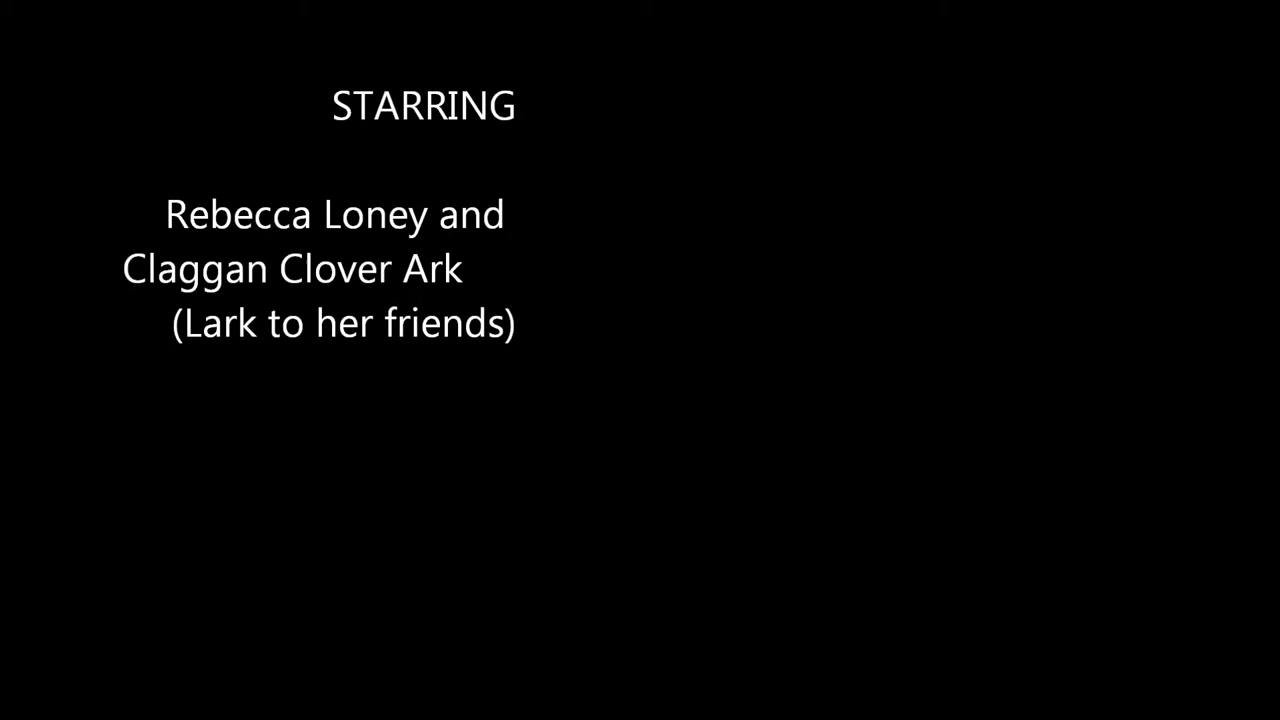 STARRING
Rebecca Loney and
Claggan Clover Ark
(Lark to her friends)